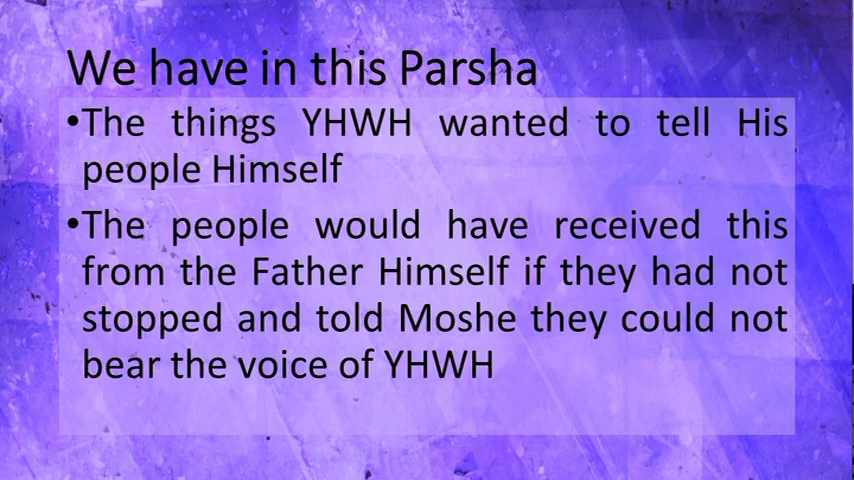 We have in this Parsha
•The things YHWH wanted to tell His
people Himself
•The people would have received this
from the Father Himself if they had not
stopped and told Moshe they could not
bear the voice of YHWH